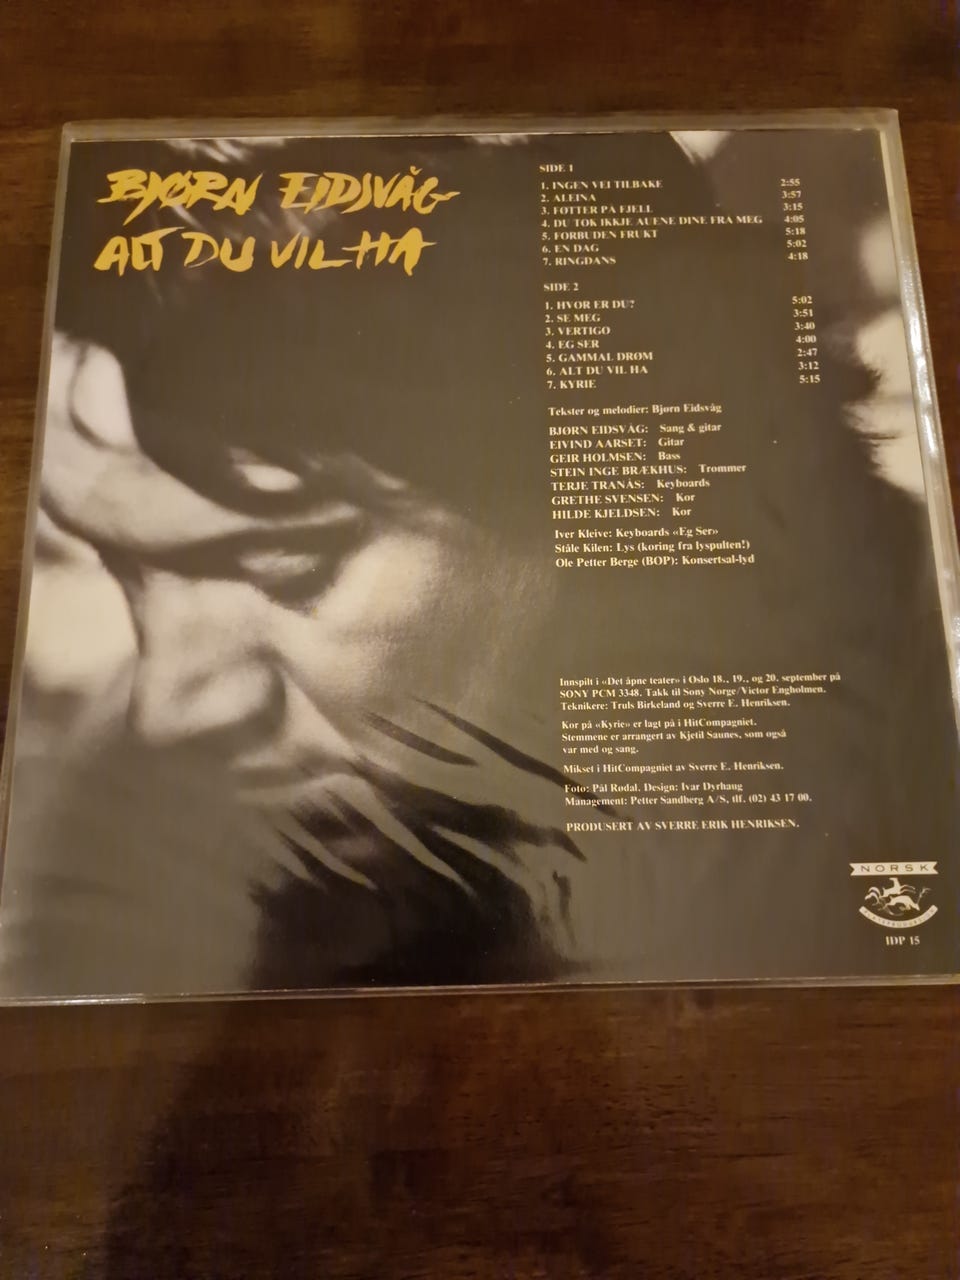 BJØRN EIDSVÅG
ALT DU VIL HA
SIDE 1
1. INGEN VEI TILBAKE 2:55
2. ALEINA 3:57
3. FØTTER PÅ FJELL 3:15
4. DU TOK IKKJE AUENE DINE FRA MEG 4:05
5. FORBUDEN FRUKT 5:18
6. EN DAG 5:02
7. RINGDANS 4:18
SIDE 2
1. HVOR ER DU? 5:02
2. SE MEG 3:51
3. VERTIGO 3:40
4. EG SER 4:00
5. GAMMAL DRØM 2:47
6. ALT DU VIL HA 3:12
7. KYRIE 5:15
Tekster og melodier: Bjørn Eidsvåg
BJØRN EIDSVÅG: Sang & gitar
EIVIND AARSET: Gitar
GEIR HOLMSEN: Bass
STEIN INGE BRÆKHUS: Trommer
TERJE TRANÅS: Keyboards
GRETHE SVENSEN: Kor
HILDE KJELDSEN: Kor
Iver Kleive: Keyboards «Eg Ser»
Ståle Kilen: Lys (koring fra lyspulten!)
Ole Petter Berge (BOP): Konsertsal-lyd
Innspilt i «Det åpne teater» i Oslo 18., 19., og 20. september på
SONY PCM 3348. Takk til Sony Norge/Victor Engholmen.
Teknikere: Truls Birkeland og Sverre E. Henriksen.
Kor på «Kyrie» er lagt på i HitCompagniet.
Stemmene er arrangert av Kjetil Saunes, som også
var med og sang.
Mikset i HitCompagniet av Sverre E. Henriksen.
Foto: Pål Rødal. Design: Ivar Dyrhaug
Management: Petter Sandberg A/S, tlf. (02) 43 17 00.
PRODUSERT AV SVERRE ERIK HENRIKSEN.
NORSK
IDP 15